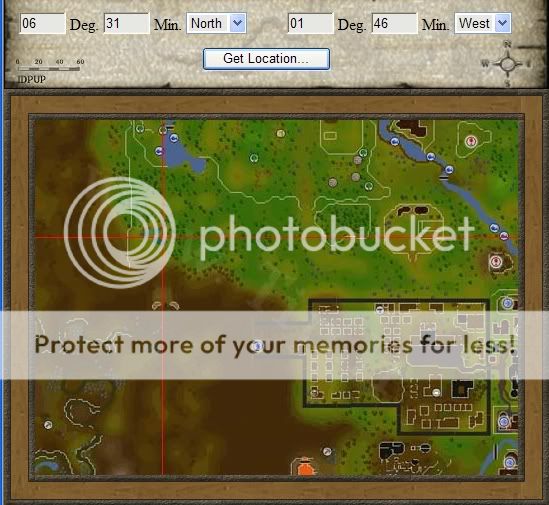 06 Deg. 31 Min. North 01 Deg. 46 Min. West
Get Location...
0 20 40 60
JDPUP
N
W E
S
photobucket
Protect more of your memories for less!